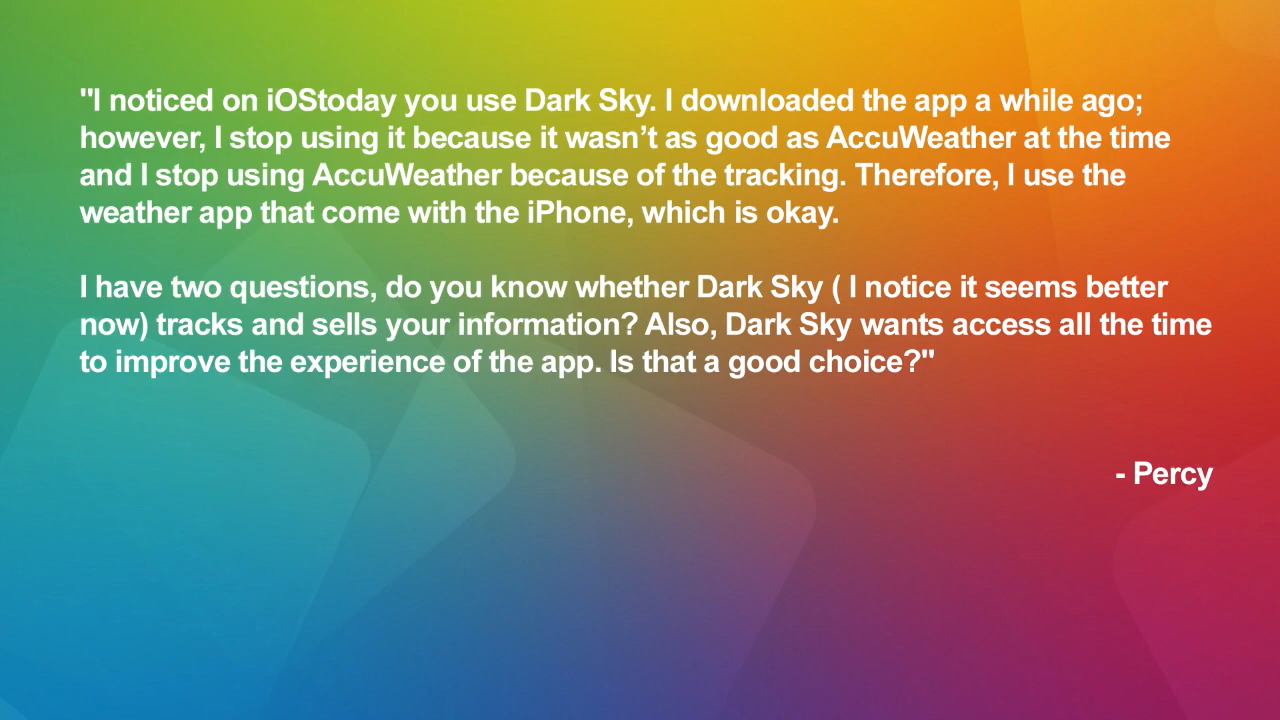 "I noticed on iOStoday you use Dark Sky. I downloaded the app a while ago;
however, I stop using it because it wasn’t as good as AccuWeather at the time
and I stop using AccuWeather because of the tracking. Therefore, I use the
weather app that come with the iPhone, which is okay.
I have two questions, do you know whether Dark Sky ( I notice it seems better
now) tracks and sells your information? Also, Dark Sky wants access all the time
to improve the experience of the app. Is that a good choice?"
- Percy